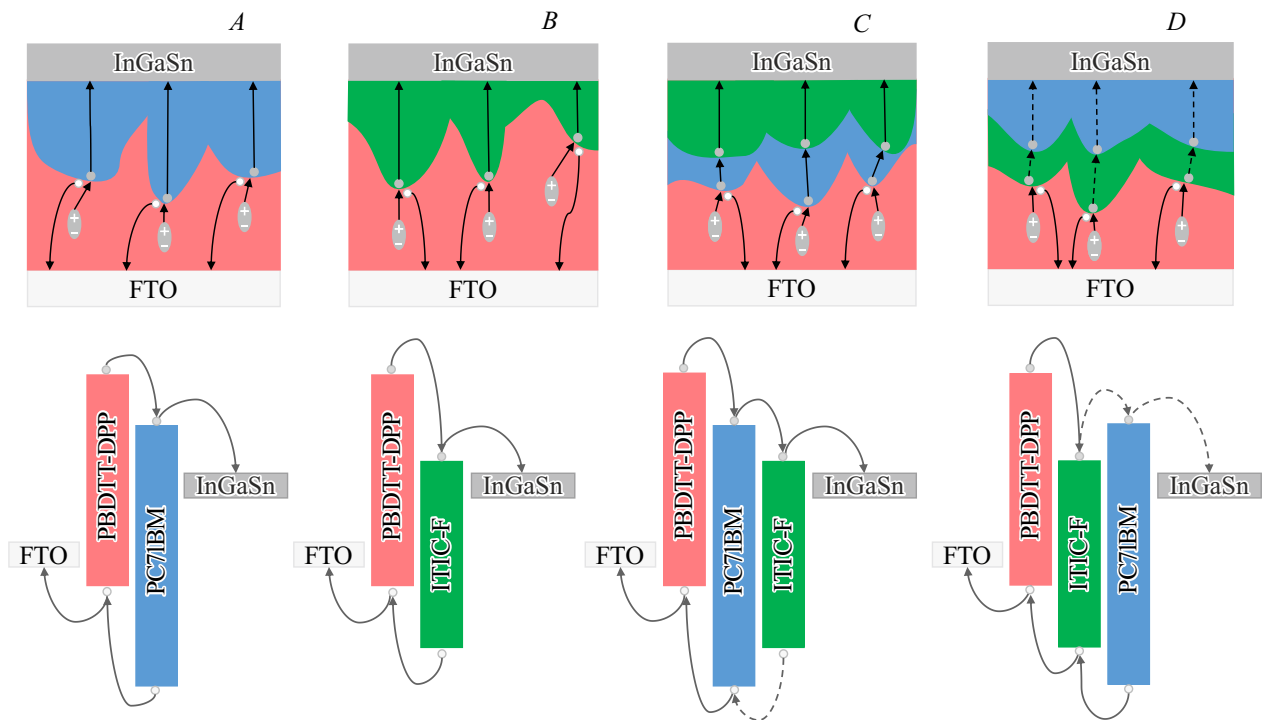 A B C D
InGaSn InGaSn InGaSn InGaSn
+ + + + + + + + + + + +
− − − − − − − − − − − −
FTO FTO FTO FTO
PBDTT-DPP PC71BM InGaSn FTO
PBDTT-DPP ITIC-F InGaSn FTO
PBDTT-DPP PC71BM ITIC-F InGaSn FTO
PBDTT-DPP ITIC-F PC71BM InGaSn FTO